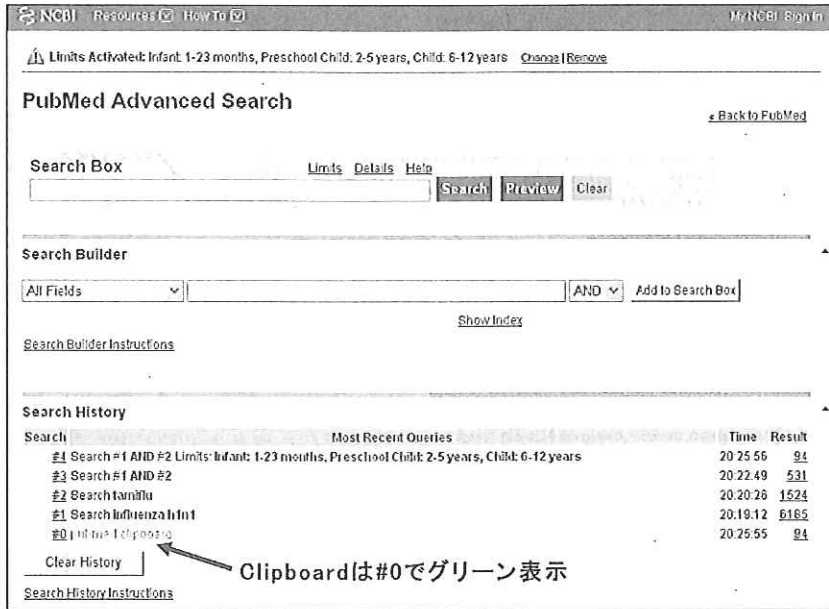 NCBI Resources How To My NCBI Sign In
Limits Activated: Infant: 1-23 months, Preschool Child: 2-5 years, Child: 6-12 years Change | Remove
PubMed Advanced Search
« Back to PubMed
Search Box Limits Details Help
Search Preview Clear
Search Builder
All Fields AND Add to Search Box
Show Index
Search Builder Instructions
Search History
Search Most Recent Queries Time Result
#4 Search #1 AND #2 Limits: Infant: 1-23 months, Preschool Child: 2-5 years, Child: 6-12 years 20:25:56 94
#3 Search #1 AND #2 20:22:49 531
#2 Search tamiflu 20:20:26 1524
#1 Search influenza h1n1 20:19:12 6185
#0 pubmed clipboard 20:25:55 94
Clear History
Clipboardは#0でグリーン表示
Search History Instructions